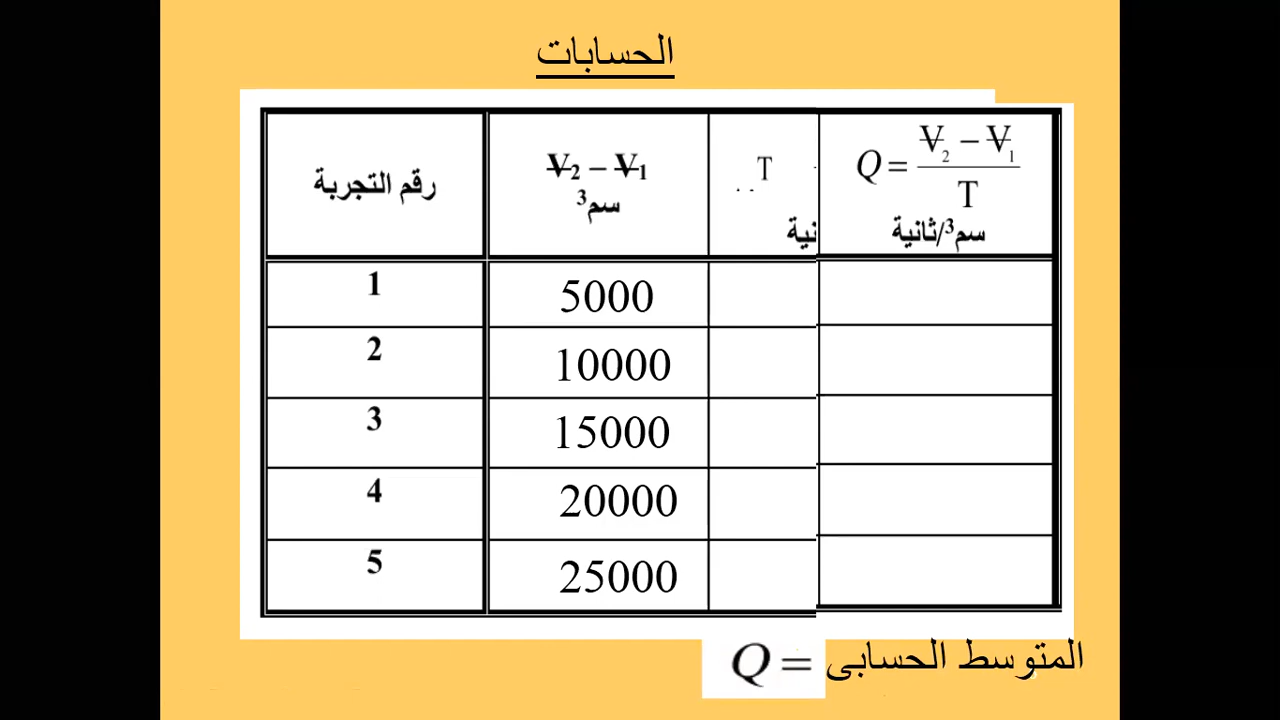 الحسابات
رقم التجربة
V2 – V1
سم3
T
Q = V2 – V1 / T
سم3/ثانية
1 5000
2 10000
3 15000
4 20000
5 25000
المتوسط الحسابى Q =